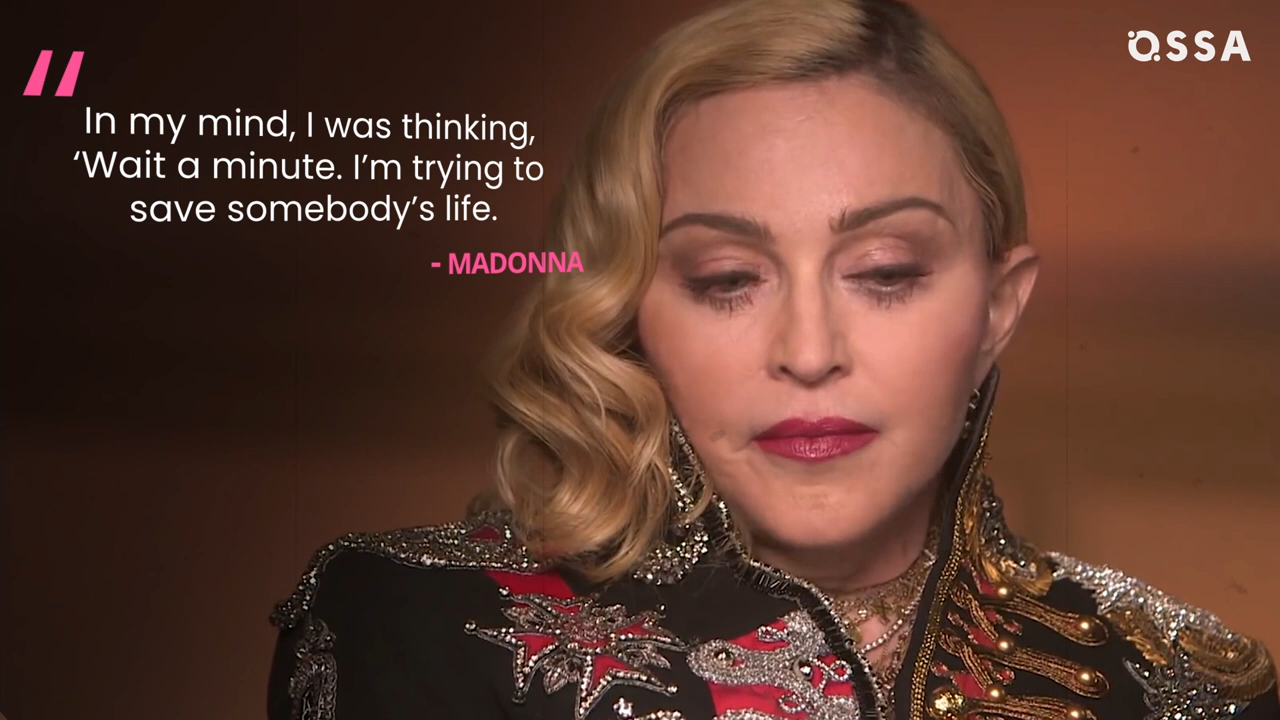 OSSA
"
In my mind, I was thinking,
‘Wait a minute. I’m trying to
save somebody’s life.
- MADONNA